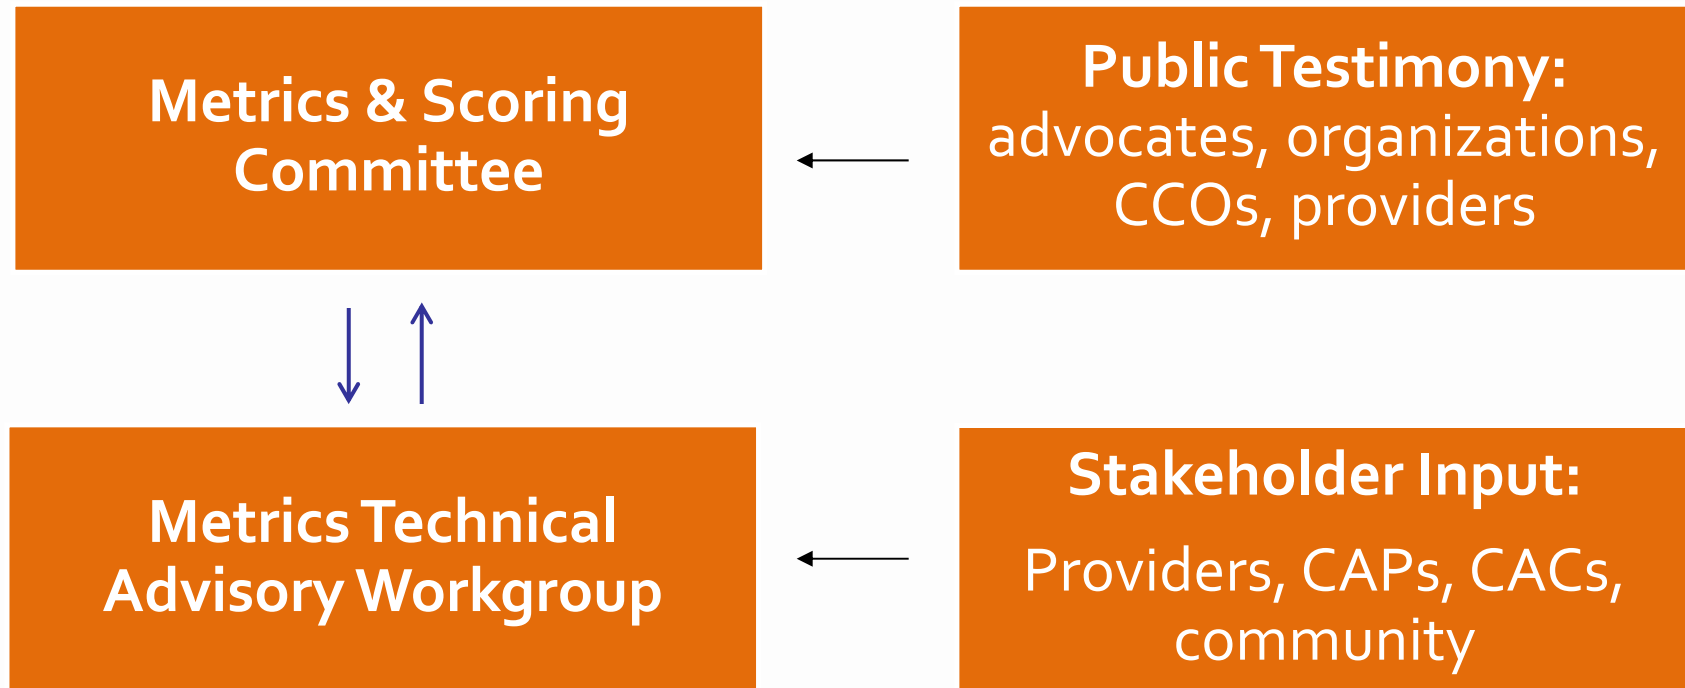 Metrics & Scoring
Committee
Public Testimony:
advocates, organizations,
CCOs, providers
Metrics Technical
Advisory Workgroup
Stakeholder Input:
Providers, CAPs, CACs,
community